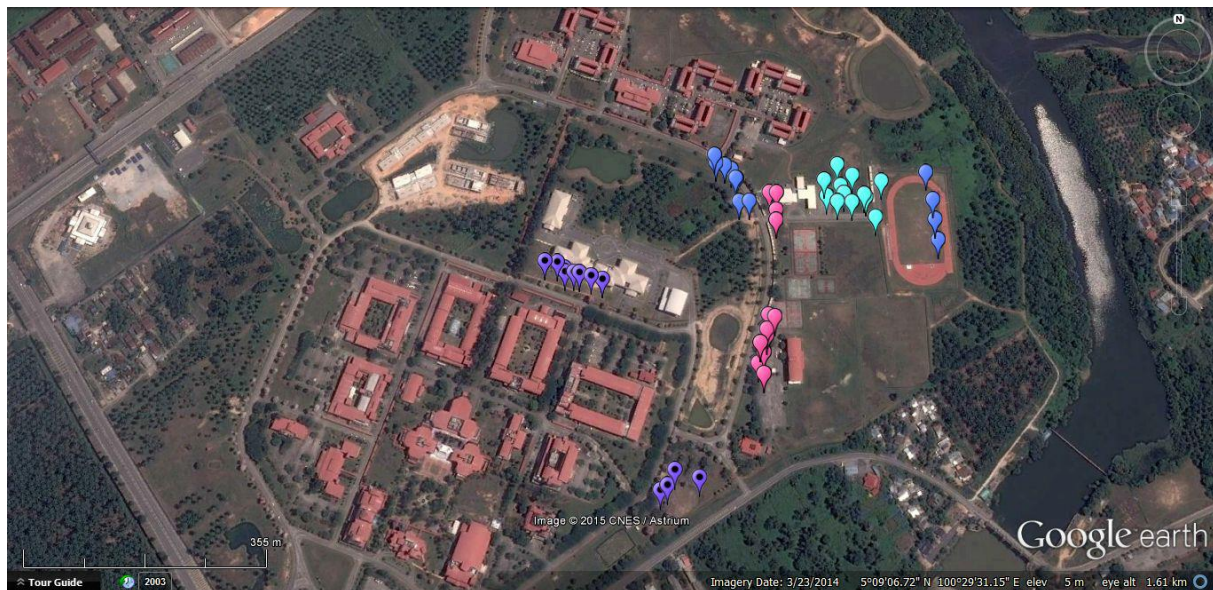 N
Image © 2015 CNES / Astrium
Google earth
355 m
Tour Guide
2003
Imagery Date: 3/23/2014 5°09'06.72" N 100°29'31.15" E elev 5 m eye alt 1.61 km